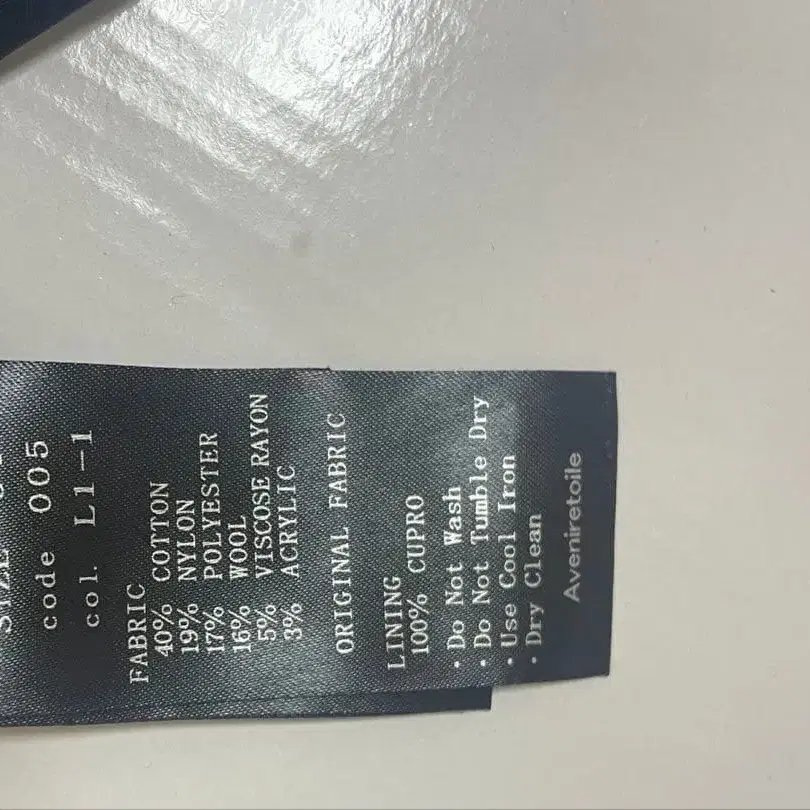 code 005
col. L1-1
FABRIC
40% COTTON
19% NYLON
17% POLYESTER
16% WOOL
5% VISCOSE RAYON
3% ACRYLIC
ORIGINAL FABRIC
LINING
100% CUPRO
• Do Not Wash
• Do Not Tumble Dry
• Use Cool Iron
• Dry Clean
Aveniretoile